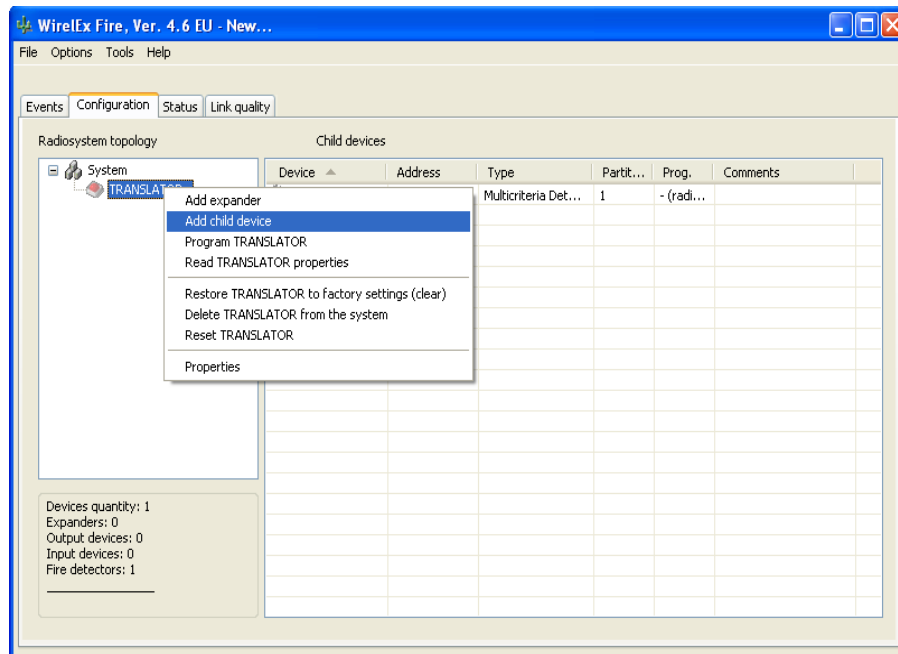 WirelEx Fire, Ver. 4.6 EU - New...
File Options Tools Help
Events Configuration Status Link quality
Radiosystem topology
Child devices
System
TRANSLATOR
Device Address Type Partit... Prog. Comments
Multicriteria Det... 1 - (radi...
Add expander
Add child device
Program TRANSLATOR
Read TRANSLATOR properties
Restore TRANSLATOR to factory settings (clear)
Delete TRANSLATOR from the system
Reset TRANSLATOR
Properties
Devices quantity: 1
Expanders: 0
Output devices: 0
Input devices: 0
Fire detectors: 1